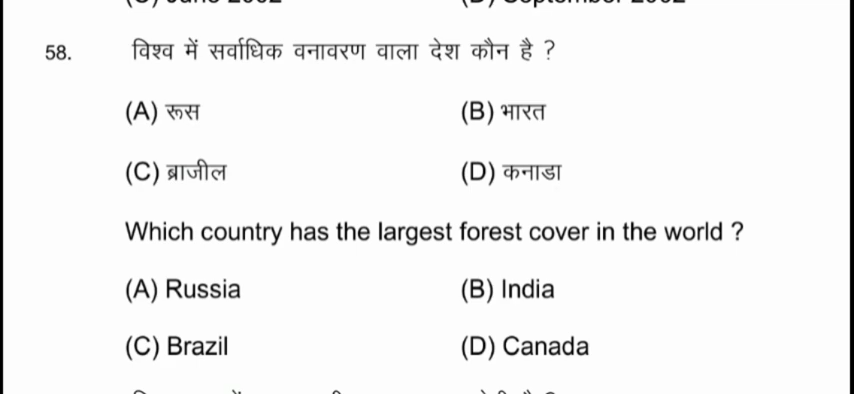 58. विश्व में सर्वाधिक वनावरण वाला देश कौन है ?
(A) रूस (B) भारत
(C) ब्राजील (D) कनाडा
Which country has the largest forest cover in the world ?
(A) Russia (B) India
(C) Brazil (D) Canada